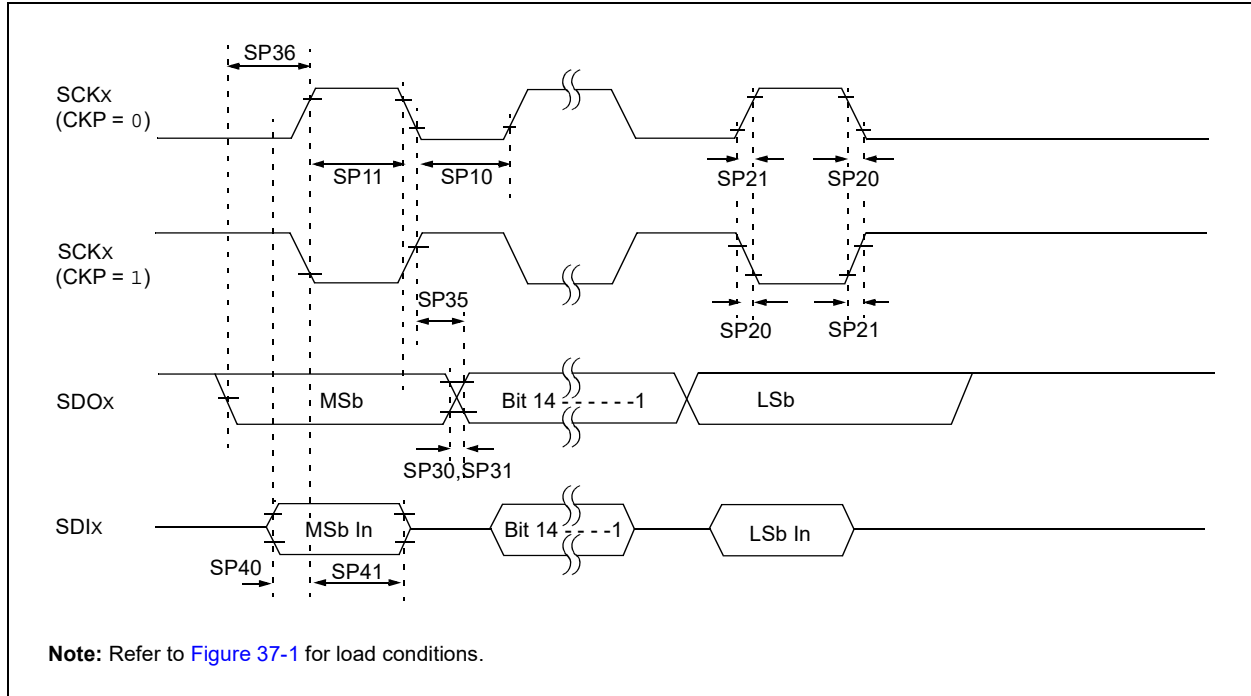 SP36
SCKx
(CKP = 0)
SP11
SP10
SP21
SP20
SCKx
(CKP = 1)
SP35
SP20
SP21
SDOx
MSb
Bit 14 - - - - - -1
LSb
SP30,SP31
SDIx
MSb In
Bit 14 - - - -1
LSb In
SP40
SP41
Note: Refer to Figure 37-1 for load conditions.